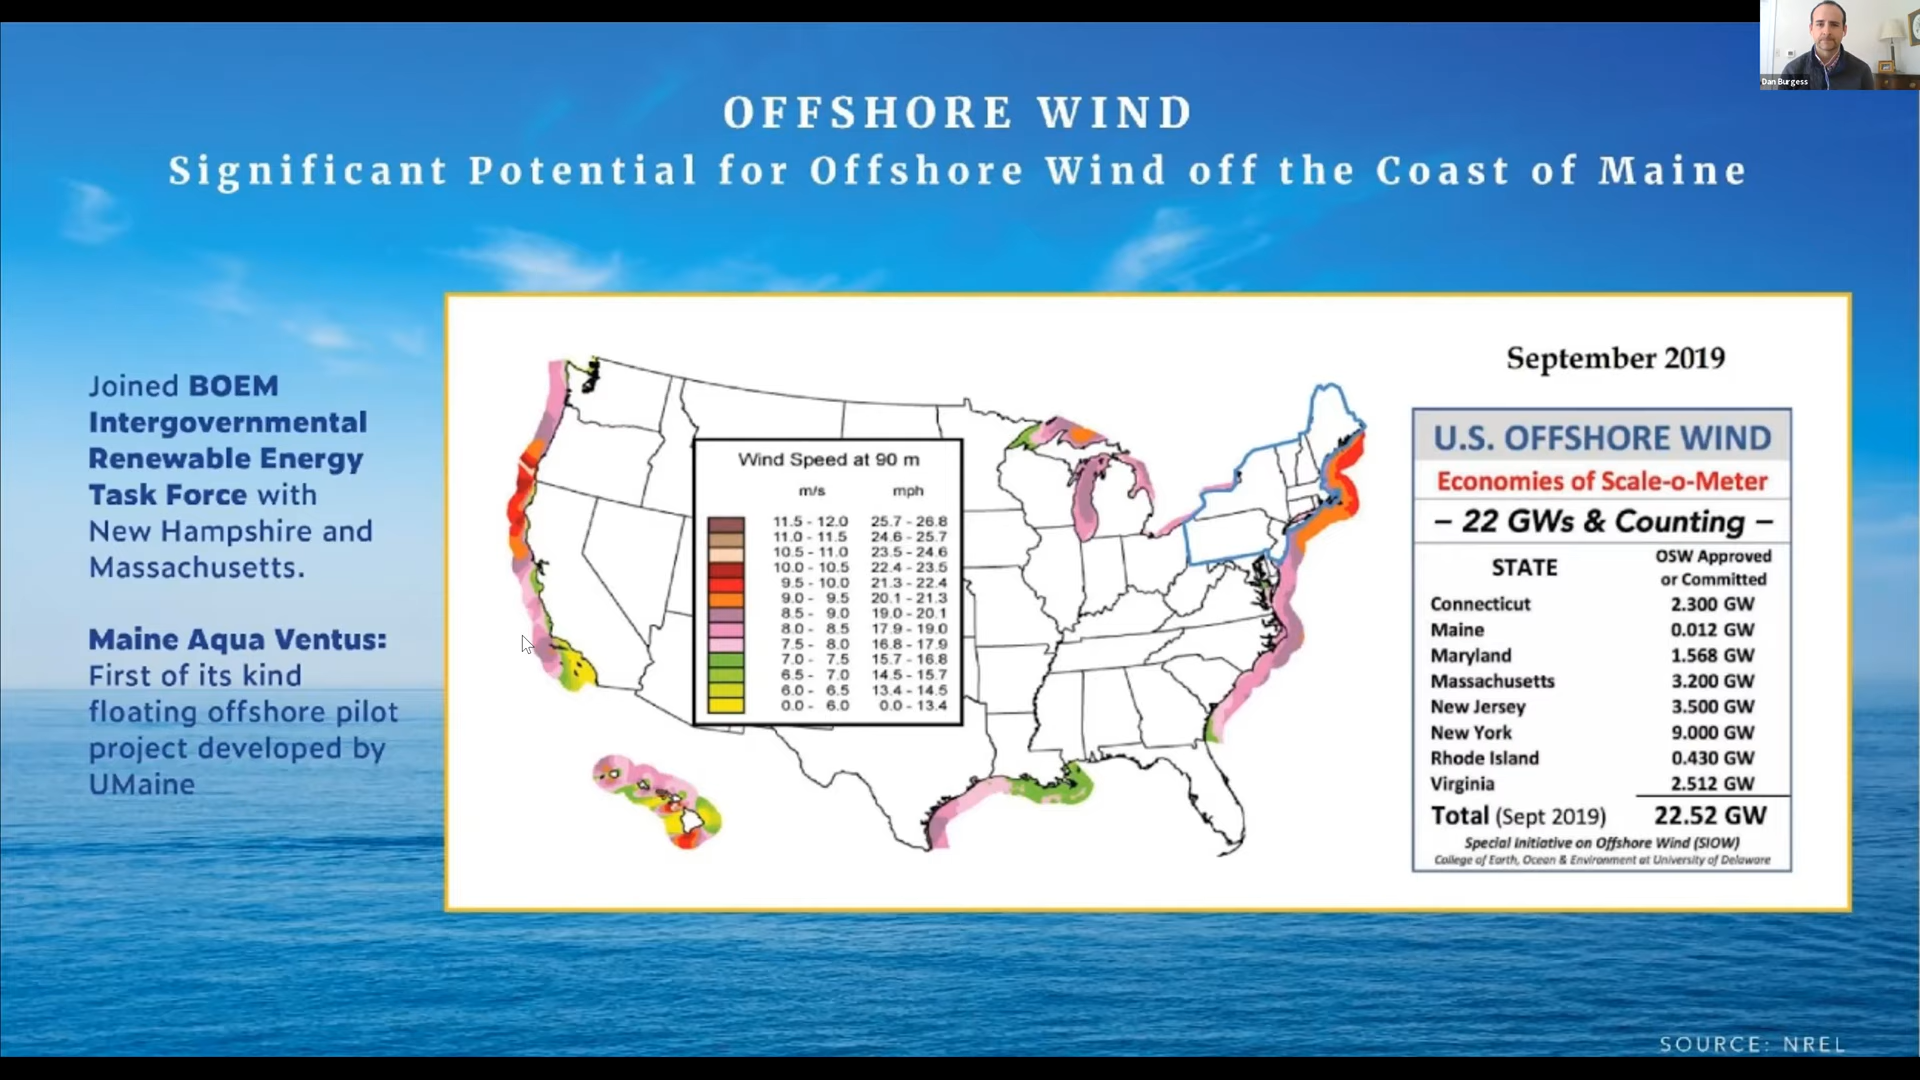 Dan Burgess
OFFSHORE WIND
Significant Potential for Offshore Wind off the Coast of Maine
Joined BOEM
Intergovernmental
Renewable Energy
Task Force with
New Hampshire and
Massachusetts.
Maine Aqua Ventus:
First of its kind
floating offshore pilot
project developed by
UMaine
Wind Speed at 90 m
m/s mph
11.5 - 12.0 25.7 - 26.8
11.0 - 11.5 24.6 - 25.7
10.5 - 11.0 23.5 - 24.6
10.0 - 10.5 22.4 - 23.5
9.5 - 10.0 21.3 - 22.4
9.0 - 9.5 20.1 - 21.3
8.5 - 9.0 19.0 - 20.1
8.0 - 8.5 17.9 - 19.0
7.5 - 8.0 16.8 - 17.9
7.0 - 7.5 15.7 - 16.8
6.5 - 7.0 14.5 - 15.7
6.0 - 6.5 13.4 - 14.5
0.0 - 6.0 0.0 - 13.4
September 2019
U.S. OFFSHORE WIND
Economies of Scale-o-Meter
– 22 GWs & Counting –
STATE OSW Approved
or Committed
Connecticut 2.300 GW
Maine 0.012 GW
Maryland 1.568 GW
Massachusetts 3.200 GW
New Jersey 3.500 GW
New York 9.000 GW
Rhode Island 0.430 GW
Virginia 2.512 GW
Total (Sept 2019) 22.52 GW
Special Initiative on Offshore Wind (SIOW)
College of Earth, Ocean & Environment at University of Delaware
SOURCE: NREL